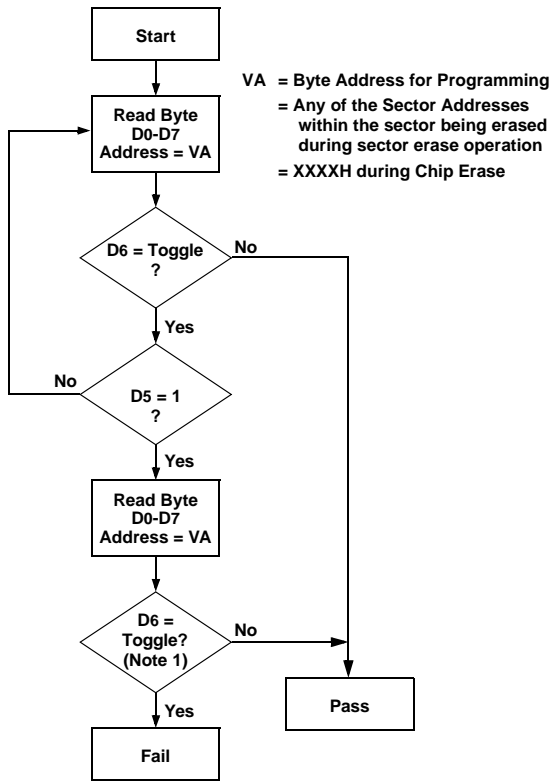 Start
VA = Byte Address for Programming
= Any of the Sector Addresses
within the sector being erased
during sector erase operation
= XXXXH during Chip Erase
Read Byte
D0-D7
Address = VA
D6 = Toggle
?
No
Yes
No
D5 = 1
?
Yes
Read Byte
D0-D7
Address = VA
D6 =
Toggle?
(Note 1)
No
Yes
Pass
Fail